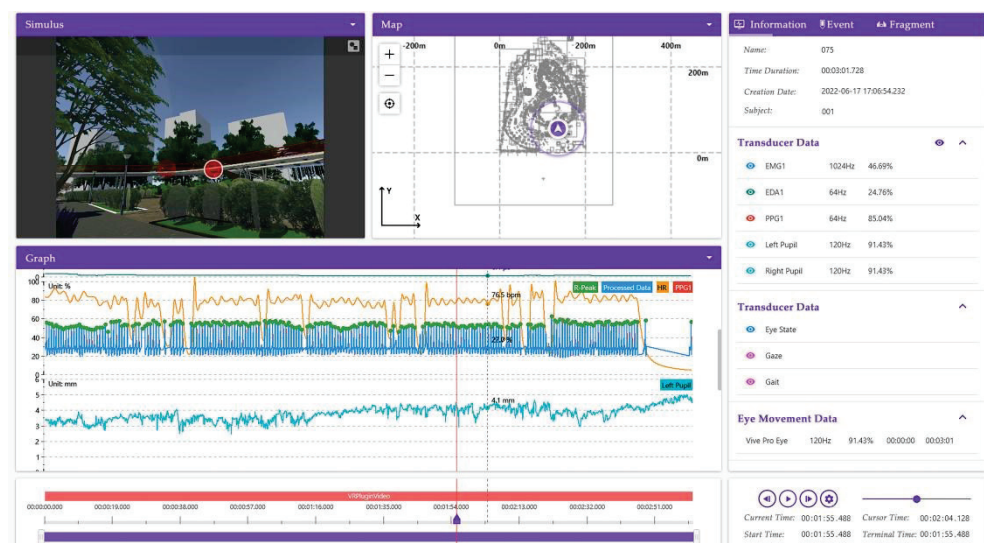 Simulus
Map
-200m 0m 200m 400m
200m
0m
Y
X
Information Event Fragment
Name: 075
Time Duration: 00:03:01.728
Creation Date: 2022-06-17 17:06:54.232
Subject: 001
Transducer Data
EMG1 1024Hz 46.69%
EDA1 64Hz 24.76%
PPG1 64Hz 85.04%
Left Pupil 120Hz 91.43%
Right Pupil 120Hz 91.43%
Transducer Data
Eye State
Gaze
Gait
Eye Movement Data
Vive Pro Eye 120Hz 91.43% 00:00:00 00:03:01
Graph
0
100 Unit: %
R-Peak Processed Data HR PPG1
80
76.5 bpm
60
40
27.0 %
20
0
6 Unit: mm
Left Pupil
5
4.1 mm
4
3
2
1
VRPluginVideo
00:00:00.000 00:00:19.000 00:00:38.000 00:00:57.000 00:01:16.000 00:01:35.000 00:01:54.000 00:02:13.000 00:02:32.000 00:02:51.000
Current Time: 00:01:55.488 Cursor Time: 00:02:04.128
Start Time: 00:01:55.488 Terminal Time: 00:01:55.488